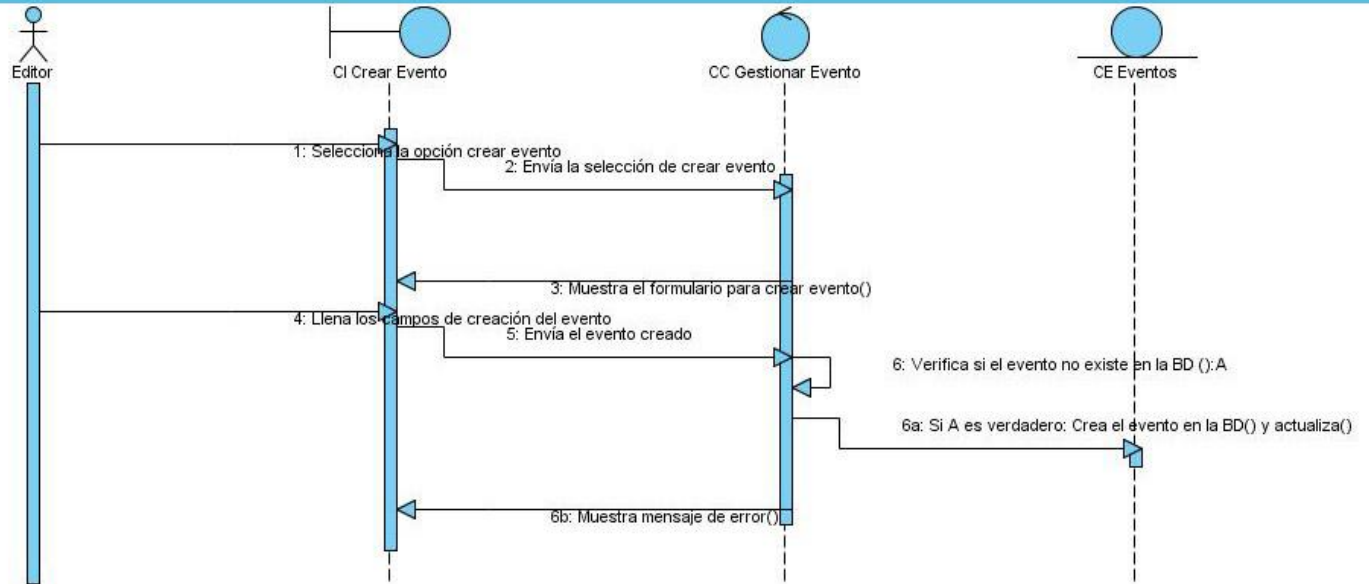 Editor
CI Crear Evento
CC Gestionar Evento
CE Eventos
1: Selecciona la opción crear evento
2: Envía la selección de crear evento
3: Muestra el formulario para crear evento()
4: Llena los campos de creación del evento
5: Envía el evento creado
6: Verifica si el evento no existe en la BD ():A
6a: Si A es verdadero: Crea el evento en la BD() y actualiza()
6b: Muestra mensaje de error()